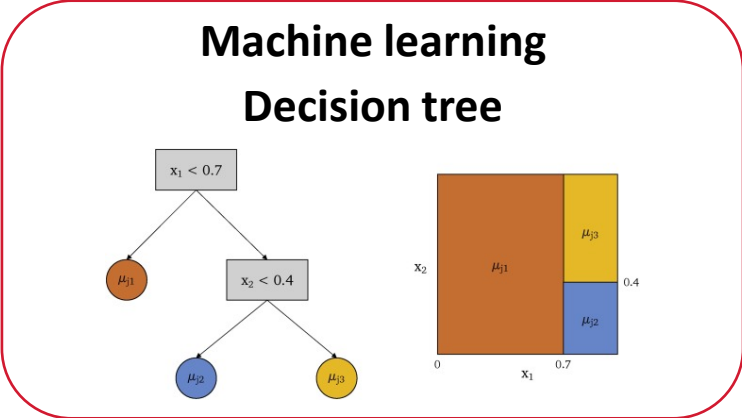 Machine learning
Decision tree
x₁ < 0.7
μj1
x₂ < 0.4
μj2
μj3
x₂
μj1
μj3
μj2
0.4
0
0.7
x₁